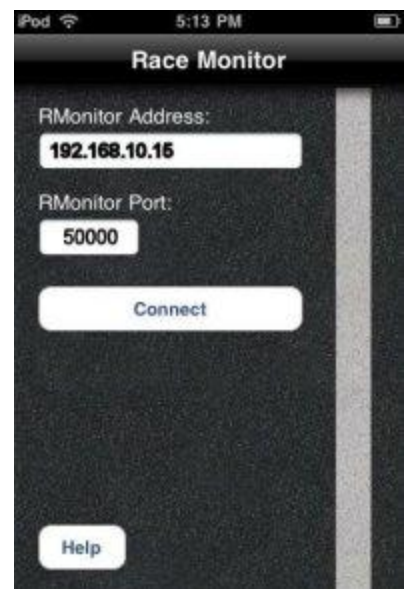 iPod 5:13 PM
Race Monitor
RMonitor Address:
192.168.10.15
RMonitor Port:
50000
Connect
Help